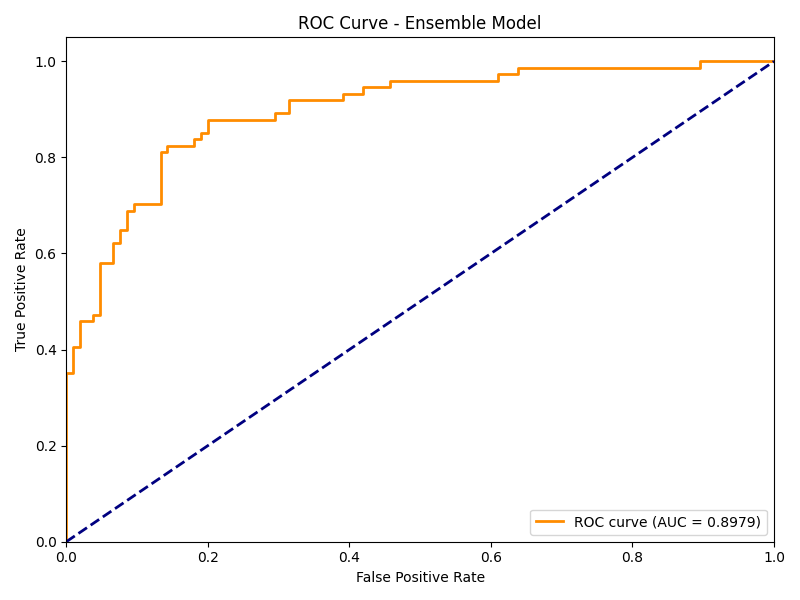 ROC Curve - Ensemble Model
True Positive Rate
1.0
0.8
0.6
0.4
0.2
0.0
0.0 0.2 0.4 0.6 0.8 1.0
False Positive Rate
ROC curve (AUC = 0.8979)